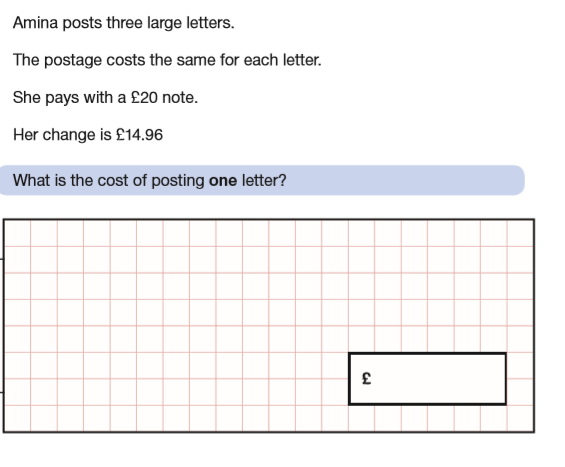 Amina posts three large letters.
The postage costs the same for each letter.
She pays with a £20 note.
Her change is £14.96
What is the cost of posting one letter?
£